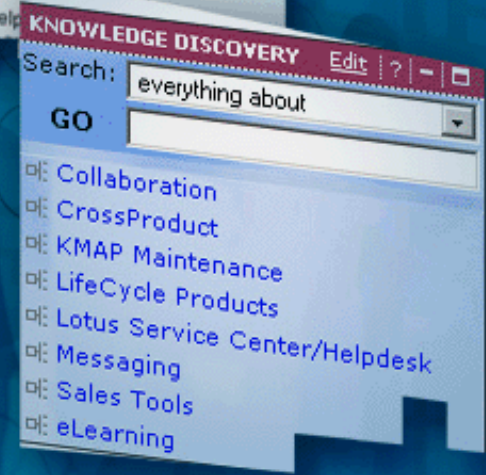 KNOWLEDGE DISCOVERY Edit ?
Search: everything about
GO
Collaboration
CrossProduct
KMAP Maintenance
LifeCycle Products
Lotus Service Center/Helpdesk
Messaging
Sales Tools
eLearning